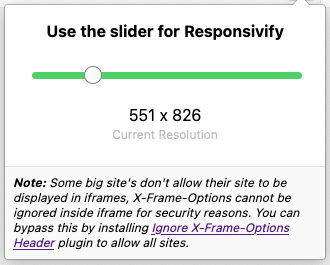 Use the slider for Responsivify
551 x 826
Current Resolution
Note: Some big site's don't allow their site to be
displayed in iframes, X-Frame-Options cannot be
ignored inside iframe for security reasons. You can
bypass this by installing Ignore X-Frame-Options
Header plugin to allow all sites.